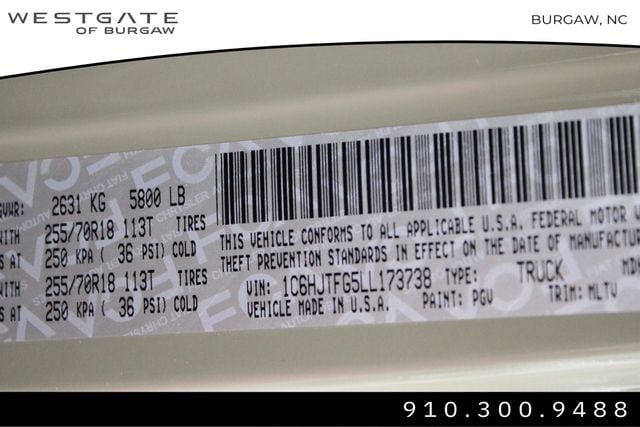 WESTGATE
OF BURGAW
BURGAW, NC
GVWR: 2631 KG 5800 LB
WITH 255/70R18 113T TIRES
S AT 250 KPA ( 36 PSI) COLD
WITH 255/70R18 113T TIRES
S AT 250 KPA ( 36 PSI) COLD
THIS VEHICLE CONFORMS TO ALL APPLICABLE U.S.A. FEDERAL MOTOR
THEFT PREVENTION STANDARDS IN EFFECT ON THE DATE OF MANUFACTUR
VIN: 1C6HJTFG5LL173738 TYPE: TRUCK MDH
VEHICLE MADE IN U.S.A. PAINT: PGV TRIM: MLTV
910.300.9488